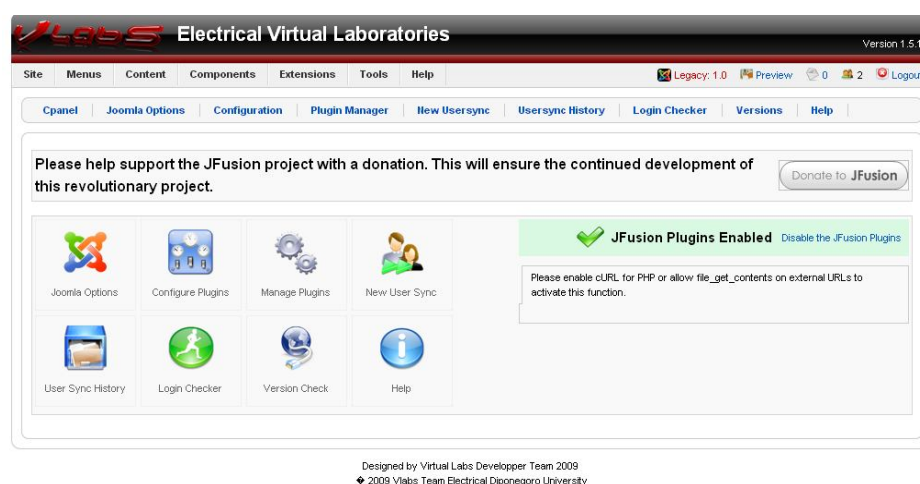 VLabS Electrical Virtual Laboratories
Version 1.5.1
Site Menus Content Components Extensions Tools Help Legacy: 1.0 Preview 0 2 Logou
Cpanel Joomla Options Configuration Plugin Manager New Usersync Usersync History Login Checker Versions Help
Please help support the JFusion project with a donation. This will ensure the continued development of
this revolutionary project.
Donate to JFusion
JFusion Plugins Enabled Disable the JFusion Plugins
Please enable cURL for PHP or allow file_get_contents on external URLs to
activate this function.
Joomla Options Configure Plugins Manage Plugins New User Sync
User Sync History Login Checker Version Check Help
Designed by Virtual Labs Developper Team 2009
� 2009 Vlabs Team Electrical Diponegoro University